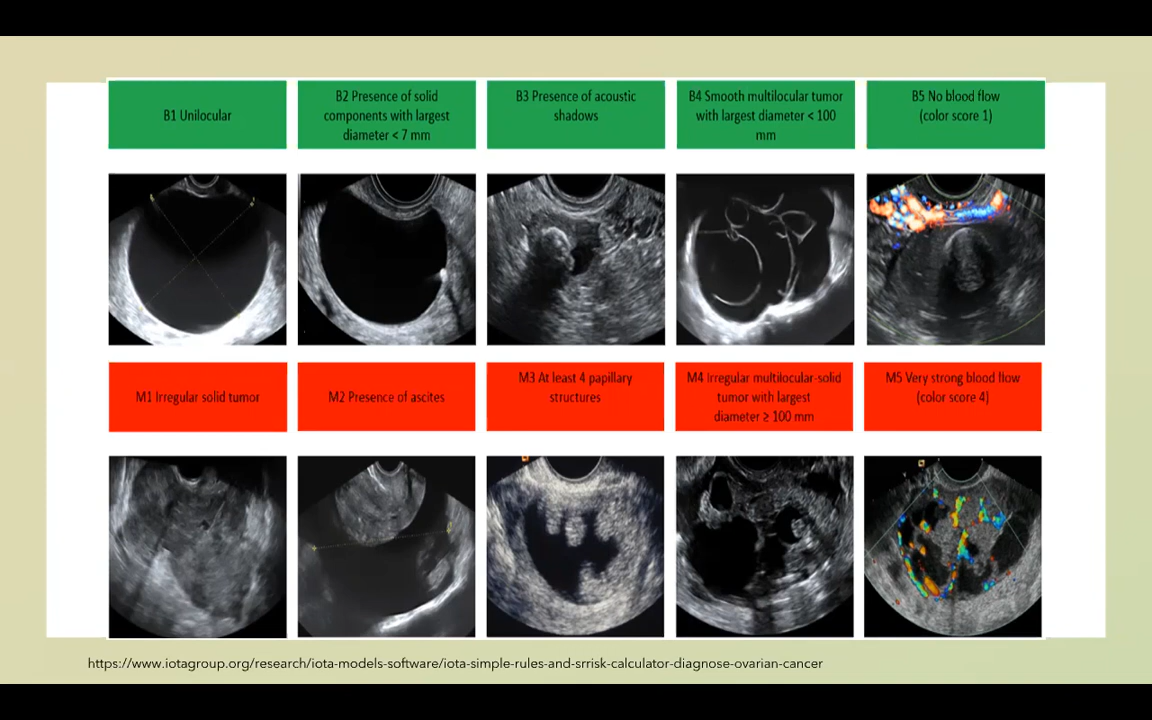 B1 Unilocular
B2 Presence of solid
components with largest
diameter < 7 mm
B3 Presence of acoustic
shadows
B4 Smooth multilocular tumor
with largest diameter < 100
mm
B5 No blood flow
(color score 1)
M1 Irregular solid tumor
M2 Presence of ascites
M3 At least 4 papillary
structures
M4 Irregular multilocular-solid
tumor with largest
diameter ≥ 100 mm
M5 Very strong blood flow
(color score 4)
https://www.iotagroup.org/research/iota-models-software/iota-simple-rules-and-srrisk-calculator-diagnose-ovarian-cancer